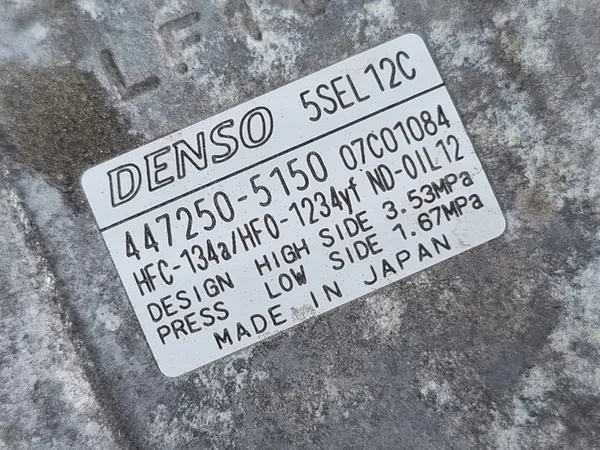 DENSO 5SEL12C
447250-5150 07C01084
HFC-134a/HFO-1234yf ND-OIL12
DESIGN HIGH SIDE 3.53MPa
PRESS LOW SIDE 1.67MPa
MADE IN JAPAN